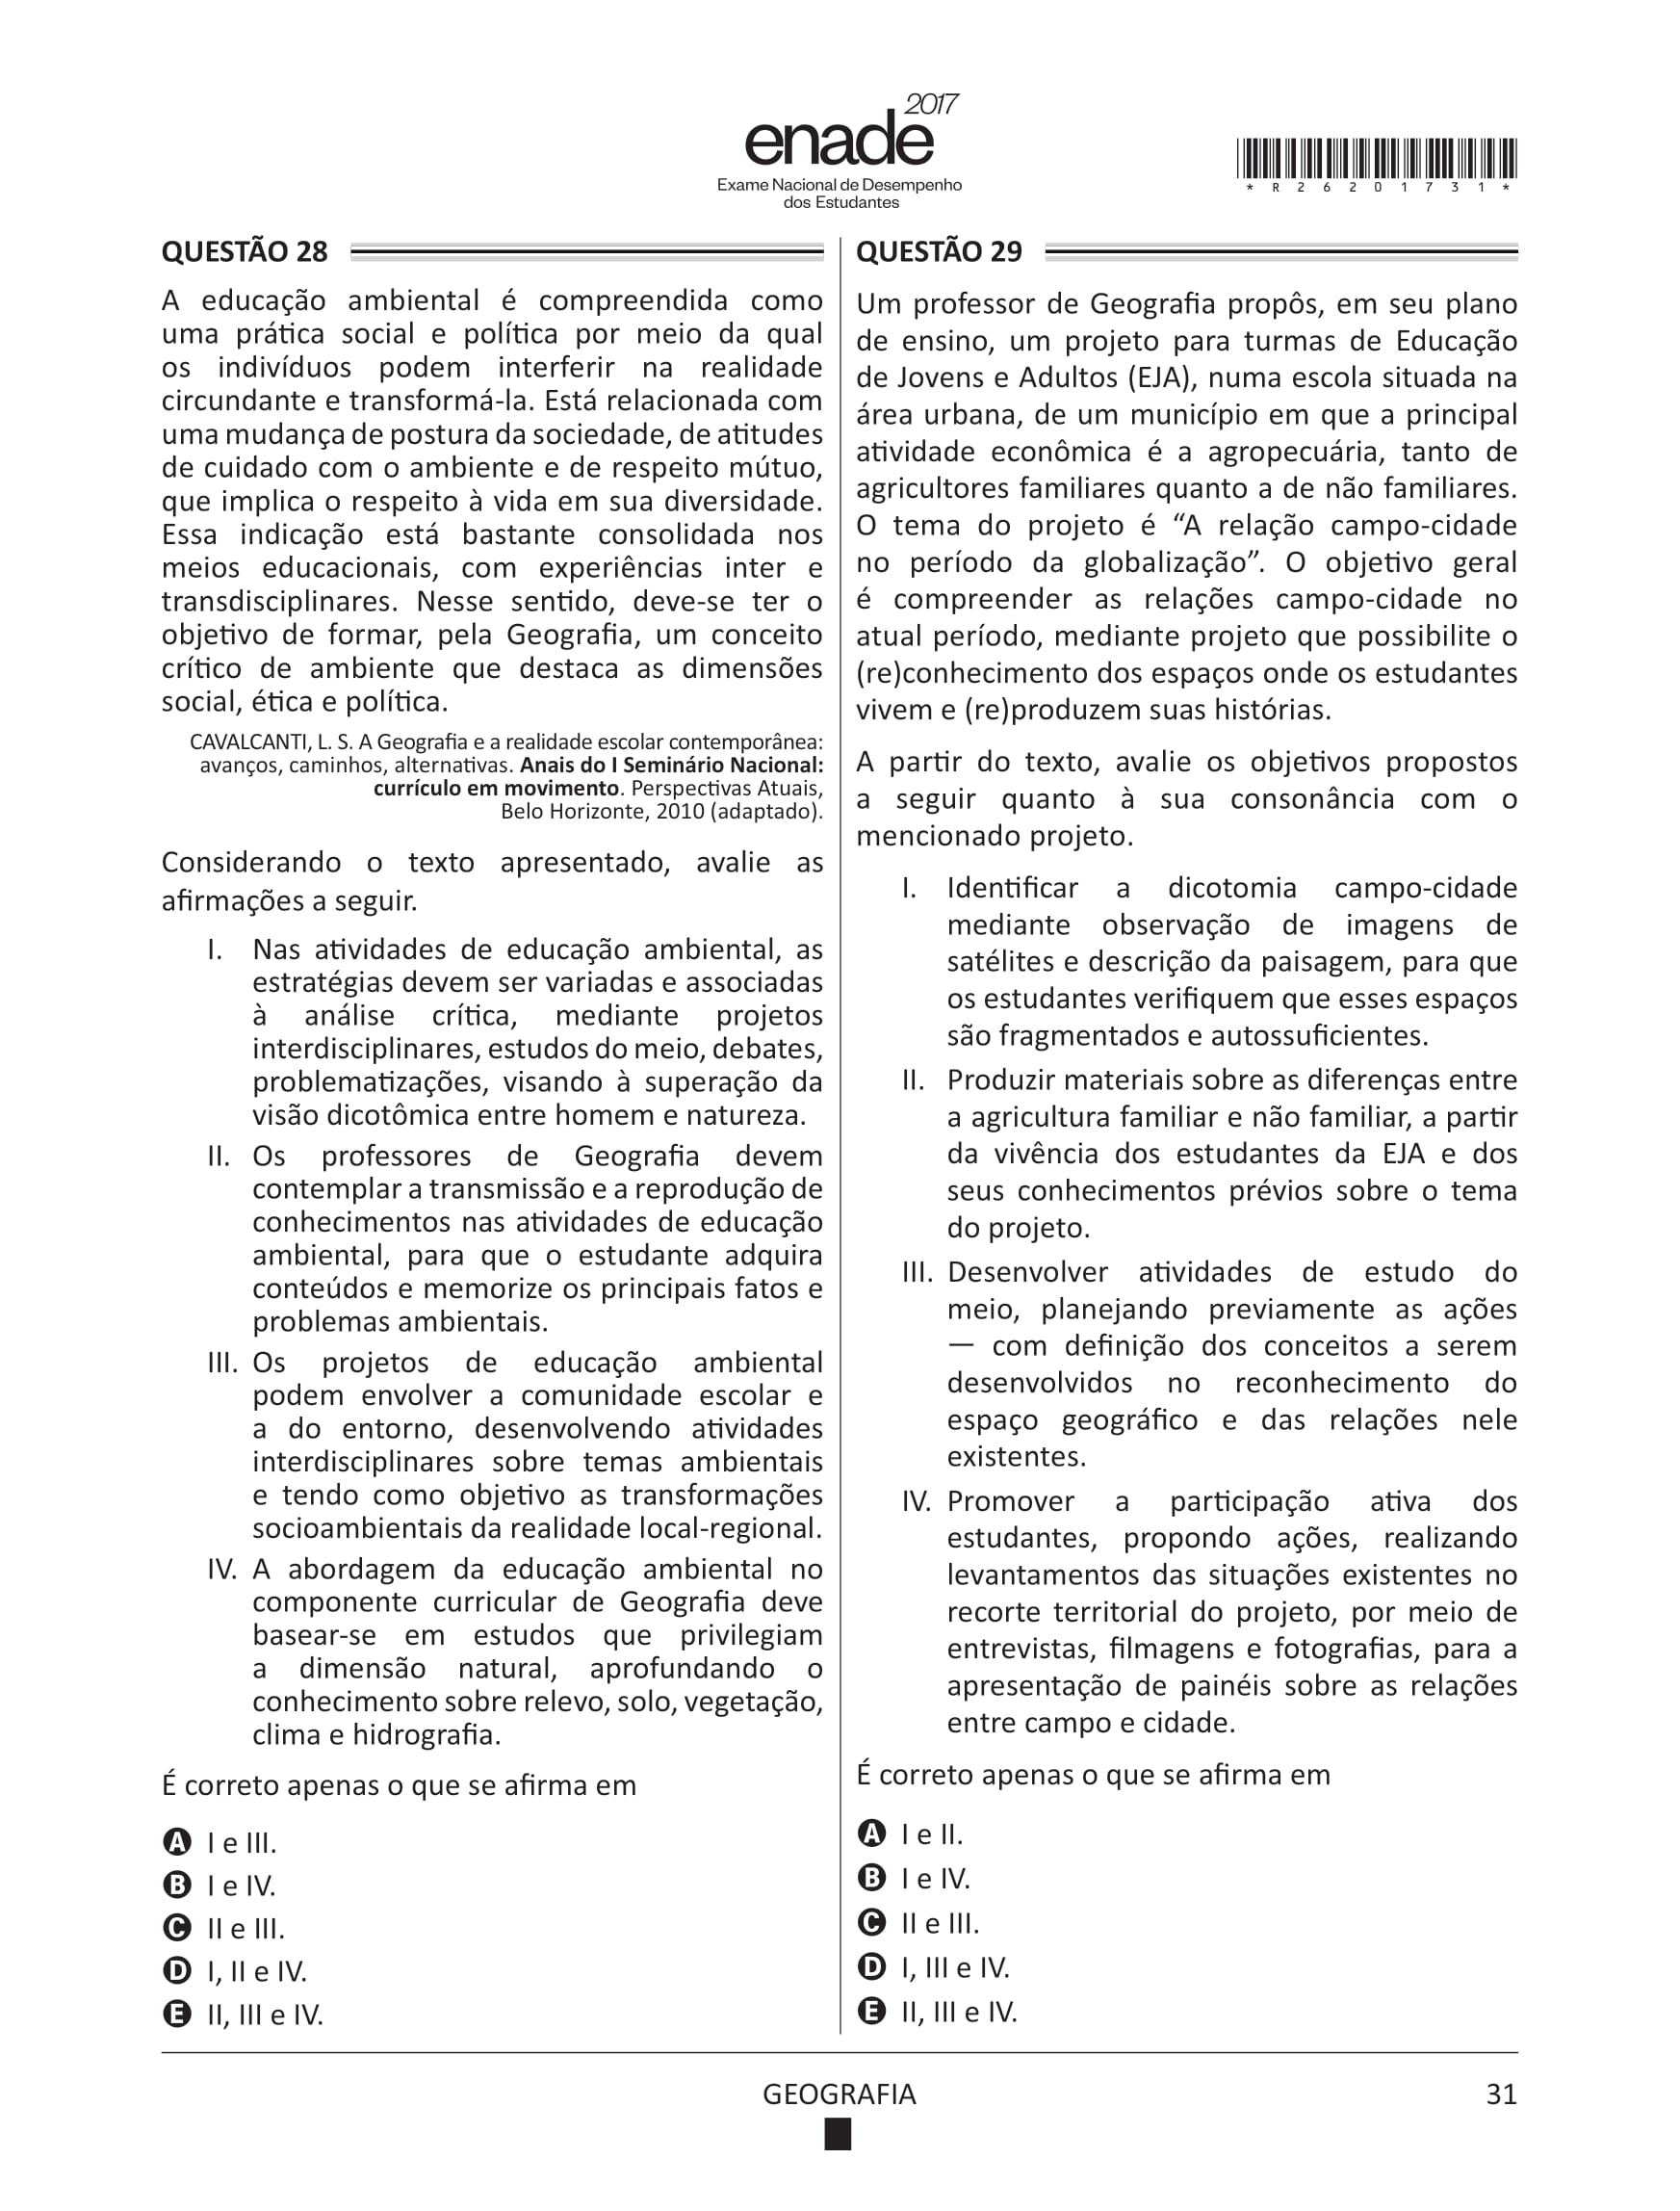 enade 2017
Exame Nacional de Desempenho
dos Estudantes
* R 2 6 2 0 1 7 3 1 *
QUESTÃO 28
A educação ambiental é compreendida como
uma prática social e política por meio da qual
os indivíduos podem interferir na realidade
circundante e transformá-la. Está relacionada com
uma mudança de postura da sociedade, de atitudes
de cuidado com o ambiente e de respeito mútuo,
que implica o respeito à vida em sua diversidade.
Essa indicação está bastante consolidada nos
meios educacionais, com experiências inter e
transdisciplinares. Nesse sentido, deve-se ter o
objetivo de formar, pela Geografia, um conceito
crítico de ambiente que destaca as dimensões
social, ética e política.
CAVALCANTI, L. S. A Geografia e a realidade escolar contemporânea:
avanços, caminhos, alternativas. Anais do I Seminário Nacional:
currículo em movimento. Perspectivas Atuais,
Belo Horizonte, 2010 (adaptado).
Considerando o texto apresentado, avalie as
afirmações a seguir.
I. Nas atividades de educação ambiental, as
estratégias devem ser variadas e associadas
à análise crítica, mediante projetos
interdisciplinares, estudos do meio, debates,
problematizações, visando à superação da
visão dicotômica entre homem e natureza.
II. Os professores de Geografia devem
contemplar a transmissão e a reprodução de
conhecimentos nas atividades de educação
ambiental, para que o estudante adquira
conteúdos e memorize os principais fatos e
problemas ambientais.
III. Os projetos de educação ambiental
podem envolver a comunidade escolar e
a do entorno, desenvolvendo atividades
interdisciplinares sobre temas ambientais
e tendo como objetivo as transformações
socioambientais da realidade local-regional.
IV. A abordagem da educação ambiental no
componente curricular de Geografia deve
basear-se em estudos que privilegiam
a dimensão natural, aprofundando o
conhecimento sobre relevo, solo, vegetação,
clima e hidrografia.
É correto apenas o que se afirma em
A I e III.
B I e IV.
C II e III.
D I, II e IV.
E II, III e IV.
QUESTÃO 29
Um professor de Geografia propôs, em seu plano
de ensino, um projeto para turmas de Educação
de Jovens e Adultos (EJA), numa escola situada na
área urbana, de um município em que a principal
atividade econômica é a agropecuária, tanto de
agricultores familiares quanto a de não familiares.
O tema do projeto é “A relação campo-cidade
no período da globalização”. O objetivo geral
é compreender as relações campo-cidade no
atual período, mediante projeto que possibilite o
(re)conhecimento dos espaços onde os estudantes
vivem e (re)produzem suas histórias.
A partir do texto, avalie os objetivos propostos
a seguir quanto à sua consonância com o
mencionado projeto.
I. Identificar a dicotomia campo-cidade
mediante observação de imagens de
satélites e descrição da paisagem, para que
os estudantes verifiquem que esses espaços
são fragmentados e autossuficientes.
II. Produzir materiais sobre as diferenças entre
a agricultura familiar e não familiar, a partir
da vivência dos estudantes da EJA e dos
seus conhecimentos prévios sobre o tema
do projeto.
III. Desenvolver atividades de estudo do
meio, planejando previamente as ações
— com definição dos conceitos a serem
desenvolvidos no reconhecimento do
espaço geográfico e das relações nele
existentes.
IV. Promover a participação ativa dos
estudantes, propondo ações, realizando
levantamentos das situações existentes no
recorte territorial do projeto, por meio de
entrevistas, filmagens e fotografias, para a
apresentação de painéis sobre as relações
entre campo e cidade.
É correto apenas o que se afirma em
A I e II.
B I e IV.
C II e III.
D I, III e IV.
E II, III e IV.
GEOGRAFIA
31